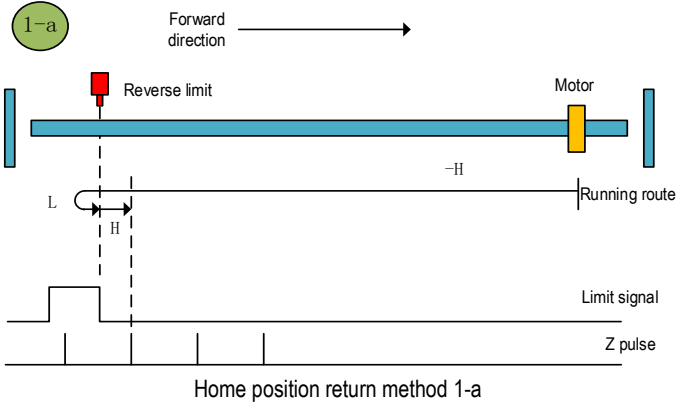 1-a
Forward
direction
Reverse limit
Motor
-H
Running route
L
H
Limit signal
Z pulse
Home position return method 1-a